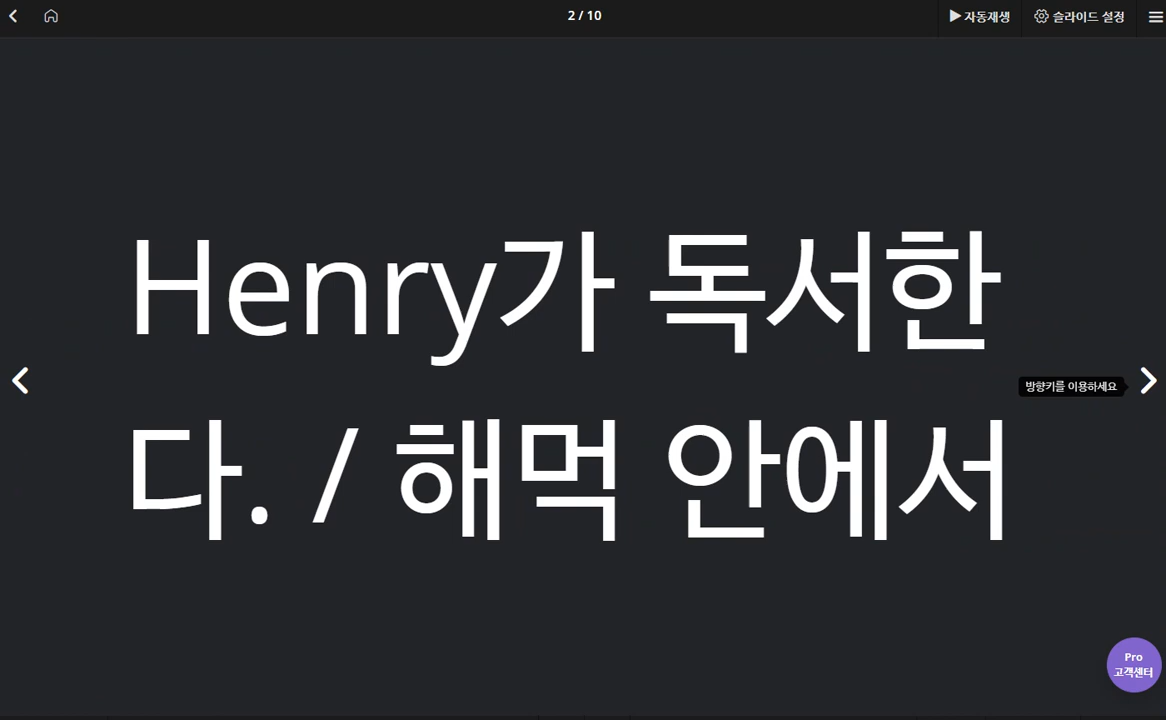 2 / 10
자동재생
슬라이드 설정
Henry가 독서한
다. / 해먹 안에서
방향키를 이용하세요
Pro
고객센터